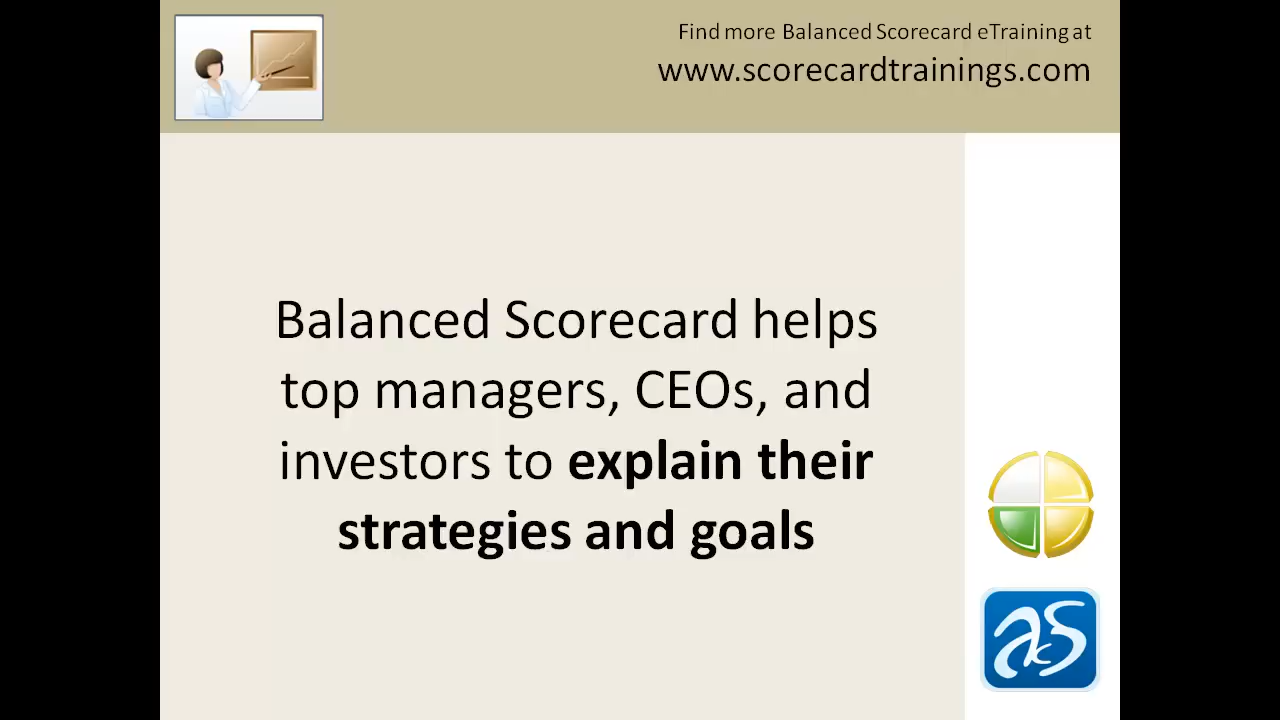 Find more Balanced Scorecard eTraining at
www.scorecardtrainings.com
Balanced Scorecard helps
top managers, CEOs, and
investors to explain their
strategies and goals
AKS